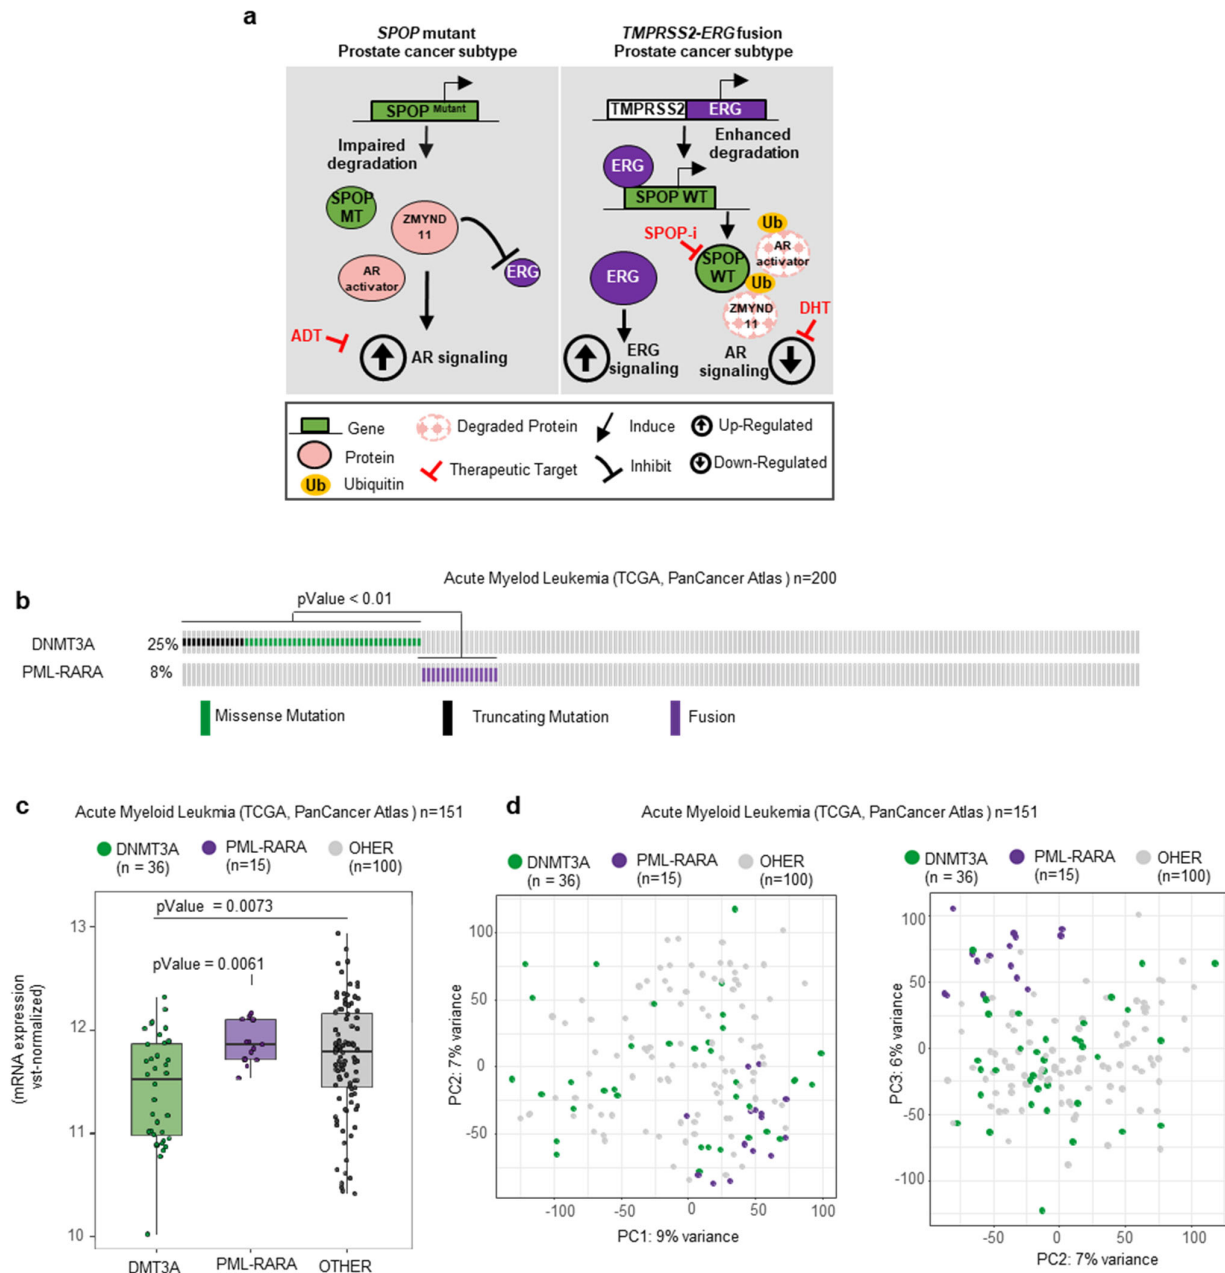 a
SPOP mutant
Prostate cancer subtype
TMPRSS2-ERG fusion
Prostate cancer subtype
SPOP Mutant
Impaired
degradation
SPOP
MT
ZMYND
11
ERG
AR
activator
ADT
AR signaling
TMPRSS2 ERG
Enhanced
degradation
ERG
SPOP WT
SPOP-i
Ub
AR
activator
SPOP
WT
Ub
ERG
ZMYND
11
DHT
ERG
signaling
AR
signaling
Gene
Degraded Protein
Induce
Up-Regulated
Protein
Therapeutic Target
Inhibit
Down-Regulated
Ub
Ubiquitin
b
Acute Myelod Leukemia (TCGA, PanCancer Atlas ) n=200
pValue < 0.01
DNMT3A 25%
PML-RARA 8%
Missense Mutation
Truncating Mutation
Fusion
c
Acute Myeloid Leukmia (TCGA, PanCancer Atlas ) n=151
DNMT3A
(n = 36)
PML-RARA
(n=15)
OHER
(n=100)
pValue = 0.0073
pValue = 0.0061
(mRNA expression
vst-normalized)
13
12
11
10
DMT3A
PML-RARA
OTHER
d
Acute Myeloid Leukemia (TCGA, PanCancer Atlas ) n=151
DNMT3A
(n = 36)
PML-RARA
(n=15)
OHER
(n=100)
PC2: 7% variance
100
50
0
-50
-100
-50
0
50
100
PC1: 9% variance
DNMT3A
(n = 36)
PML-RARA
(n=15)
OHER
(n=100)
PC3: 6% variance
100
50
0
-50
-100
-50
0
50
100
PC2: 7% variance